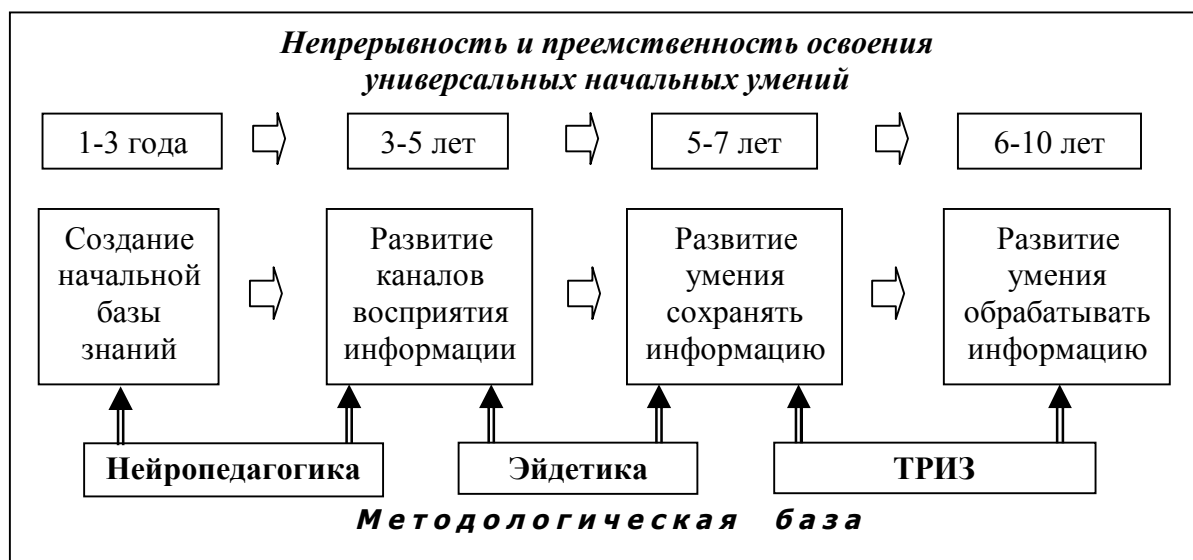 Непрерывность и преемственность освоения
универсальных начальных умений
1-3 года
3-5 лет
5-7 лет
6-10 лет
Создание
начальной
базы
знаний
Развитие
каналов
восприятия
информации
Развитие
умения
сохранять
информацию
Развитие
умения
обрабатывать
информацию
Нейропедагогика
Эйдетика
ТРИЗ
Методологическая база